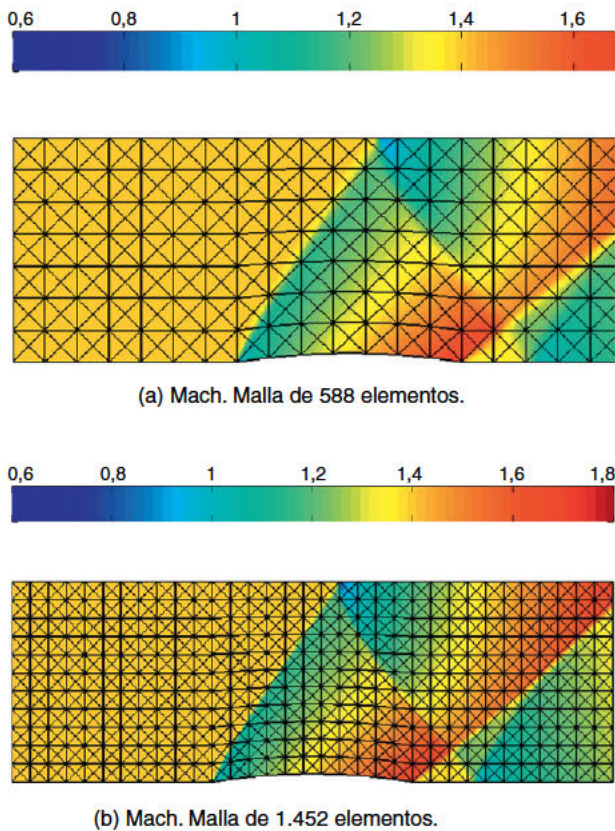 0,6 0,8 1 1,2 1,4 1,6
(a) Mach. Malla de 588 elementos.
0,6 0,8 1 1,2 1,4 1,6 1,8
(b) Mach. Malla de 1.452 elementos.